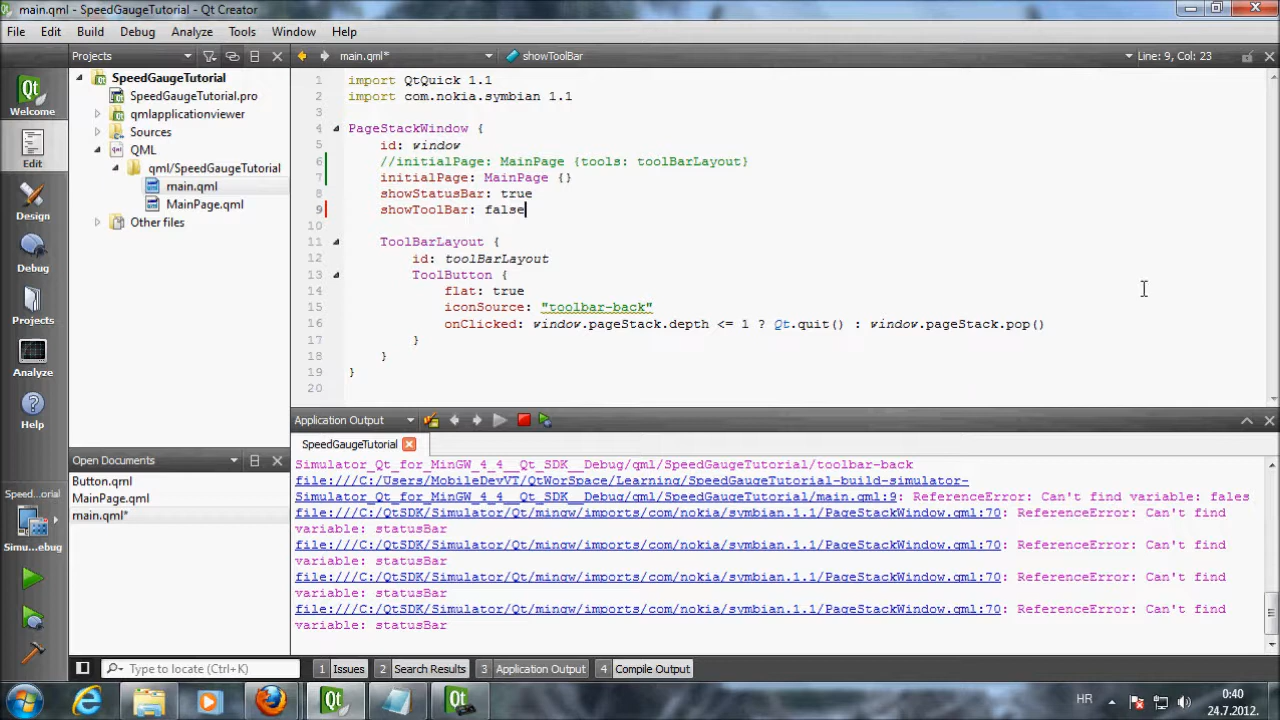 main.qml - SpeedGaugeTutorial - Qt Creator
File Edit Build Debug Analyze Tools Window Help
Projects main.qml* showToolBar Line: 9, Col: 23
Qt
Welcome
Edit
Design
Debug
Projects
Analyze
Help
Speed...orial
Simu...ebug
SpeedGaugeTutorial
SpeedGaugeTutorial.pro
qmlapplicationviewer
Sources
QML
qml/SpeedGaugeTutorial
main.qml
MainPage.qml
Other files
Open Documents
Button.qml
MainPage.qml
main.qml*
1 import QtQuick 1.1
2 import com.nokia.symbian 1.1
3
4 PageStackWindow {
5 id: window
6 //initialPage: MainPage {tools: toolBarLayout}
7 initialPage: MainPage {}
8 showStatusBar: true
9 showToolBar: false
10
11 ToolBarLayout {
12 id: toolBarLayout
13 ToolButton {
14 flat: true
15 iconSource: "toolbar-back"
16 onClicked: window.pageStack.depth <= 1 ? Qt.quit() : window.pageStack.pop()
17 }
18 }
19 }
20
Application Output
SpeedGaugeTutorial
Simulator_Qt_for_MinGW_4_4__Qt_SDK__Debug/qml/SpeedGaugeTutorial/toolbar-back
file:///C:/Users/MobileDevVT/QtWorSpace/Learning/SpeedGaugeTutorial-build-simulator-
Simulator_Qt_for_MinGW_4_4__Qt_SDK__Debug/qml/SpeedGaugeTutorial/main.qml:9: ReferenceError: Can't find variable: fales
file:///C:/QtSDK/Simulator/Qt/mingw/imports/com/nokia/symbian.1.1/PageStackWindow.qml:70: ReferenceError: Can't find
variable: statusBar
file:///C:/QtSDK/Simulator/Qt/mingw/imports/com/nokia/symbian.1.1/PageStackWindow.qml:70: ReferenceError: Can't find
variable: statusBar
file:///C:/QtSDK/Simulator/Qt/mingw/imports/com/nokia/symbian.1.1/PageStackWindow.qml:70: ReferenceError: Can't find
variable: statusBar
file:///C:/QtSDK/Simulator/Qt/mingw/imports/com/nokia/symbian.1.1/PageStackWindow.qml:70: ReferenceError: Can't find
variable: statusBar
Type to locate (Ctrl+K) 1 Issues 2 Search Results 3 Application Output 4 Compile Output
HR 0:40
24.7.2012.